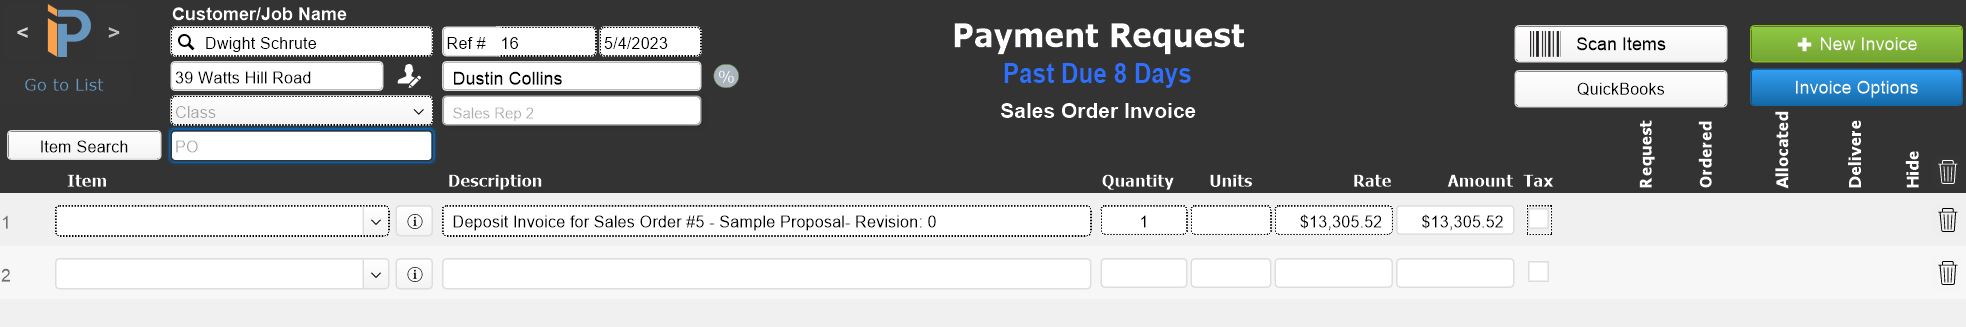 < iP >
Go to List
Customer/Job Name
Dwight Schrute
Ref # 16
5/4/2023
39 Watts Hill Road
Dustin Collins
%
Class
Sales Rep 2
Item Search
PO
Payment Request
Past Due 8 Days
Sales Order Invoice
Scan Items
+ New Invoice
QuickBooks
Invoice Options
Item Description Quantity Units Rate Amount Tax Request Ordered Allocated Delivere Hide
1 Deposit Invoice for Sales Order #5 - Sample Proposal- Revision: 0 1 $13,305.52 $13,305.52
2